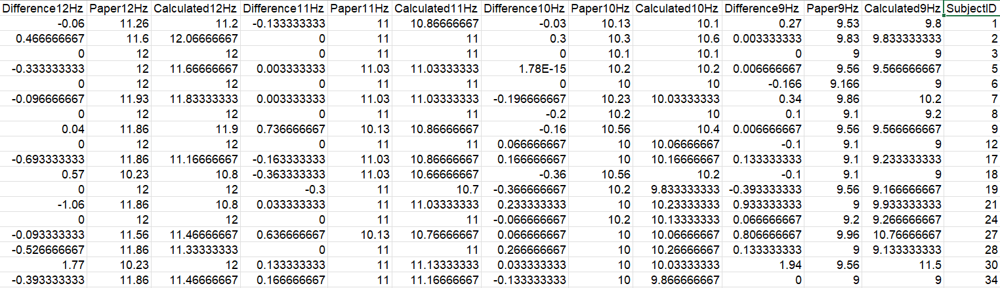 Difference12Hz Paper12Hz Calculated12Hz Difference11Hz Paper11Hz Calculated11Hz Difference10Hz Paper10Hz Calculated10Hz Difference9Hz Paper9Hz Calculated9Hz SubjectID
-0.06 11.26 11.2 -0.133333333 11 10.86666667 -0.03 10.13 10.1 0.27 9.53 9.8 1
0.466666667 11.6 12.06666667 0 11 11 0.3 10.3 10.6 0.003333333 9.83 9.833333333 2
0 12 12 0 11 11 0 10.1 10.1 0 9 9 3
-0.333333333 12 11.66666667 0.003333333 11.03 11.03333333 1.78E-15 10.2 10.2 0.006666667 9.56 9.566666667 5
0 12 12 0 11 11 0 10 10 -0.166 9.166 9 6
-0.096666667 11.93 11.83333333 0.003333333 11.03 11.03333333 -0.196666667 10.23 10.03333333 0.34 9.86 10.2 7
0 12 12 0 11 11 -0.2 10.2 10 0.1 9.1 9.2 8
0.04 11.86 11.9 0.736666667 10.13 10.86666667 -0.16 10.56 10.4 0.006666667 9.56 9.566666667 9
0 12 12 0 11 11 0.066666667 10 10.06666667 -0.1 9.1 9 12
-0.693333333 11.86 11.16666667 -0.163333333 11.03 10.86666667 0.166666667 10 10.16666667 0.133333333 9.1 9.233333333 17
0.57 10.23 10.8 -0.363333333 11.03 10.66666667 -0.36 10.56 10.2 -0.1 9.1 9 18
0 12 12 -0.3 11 10.7 -0.366666667 10.2 9.833333333 -0.393333333 9.56 9.166666667 19
-1.06 11.86 10.8 0.033333333 11 11.03333333 0.233333333 10 10.23333333 0.933333333 9 9.933333333 21
0 12 12 0 11 11 -0.066666667 10.2 10.13333333 0.066666667 9.2 9.266666667 24
-0.093333333 11.56 11.46666667 0.636666667 10.13 10.76666667 0.066666667 10 10.06666667 0.806666667 9.96 10.76666667 27
-0.526666667 11.86 11.33333333 0 11 11 0.266666667 10 10.26666667 0.133333333 9 9.133333333 28
1.77 10.23 12 0.133333333 11 11.13333333 0.033333333 10 10.03333333 1.94 9.56 11.5 30
-0.393333333 11.86 11.46666667 0.166666667 11 11.16666667 -0.133333333 10 9.866666667 0 9 9 34